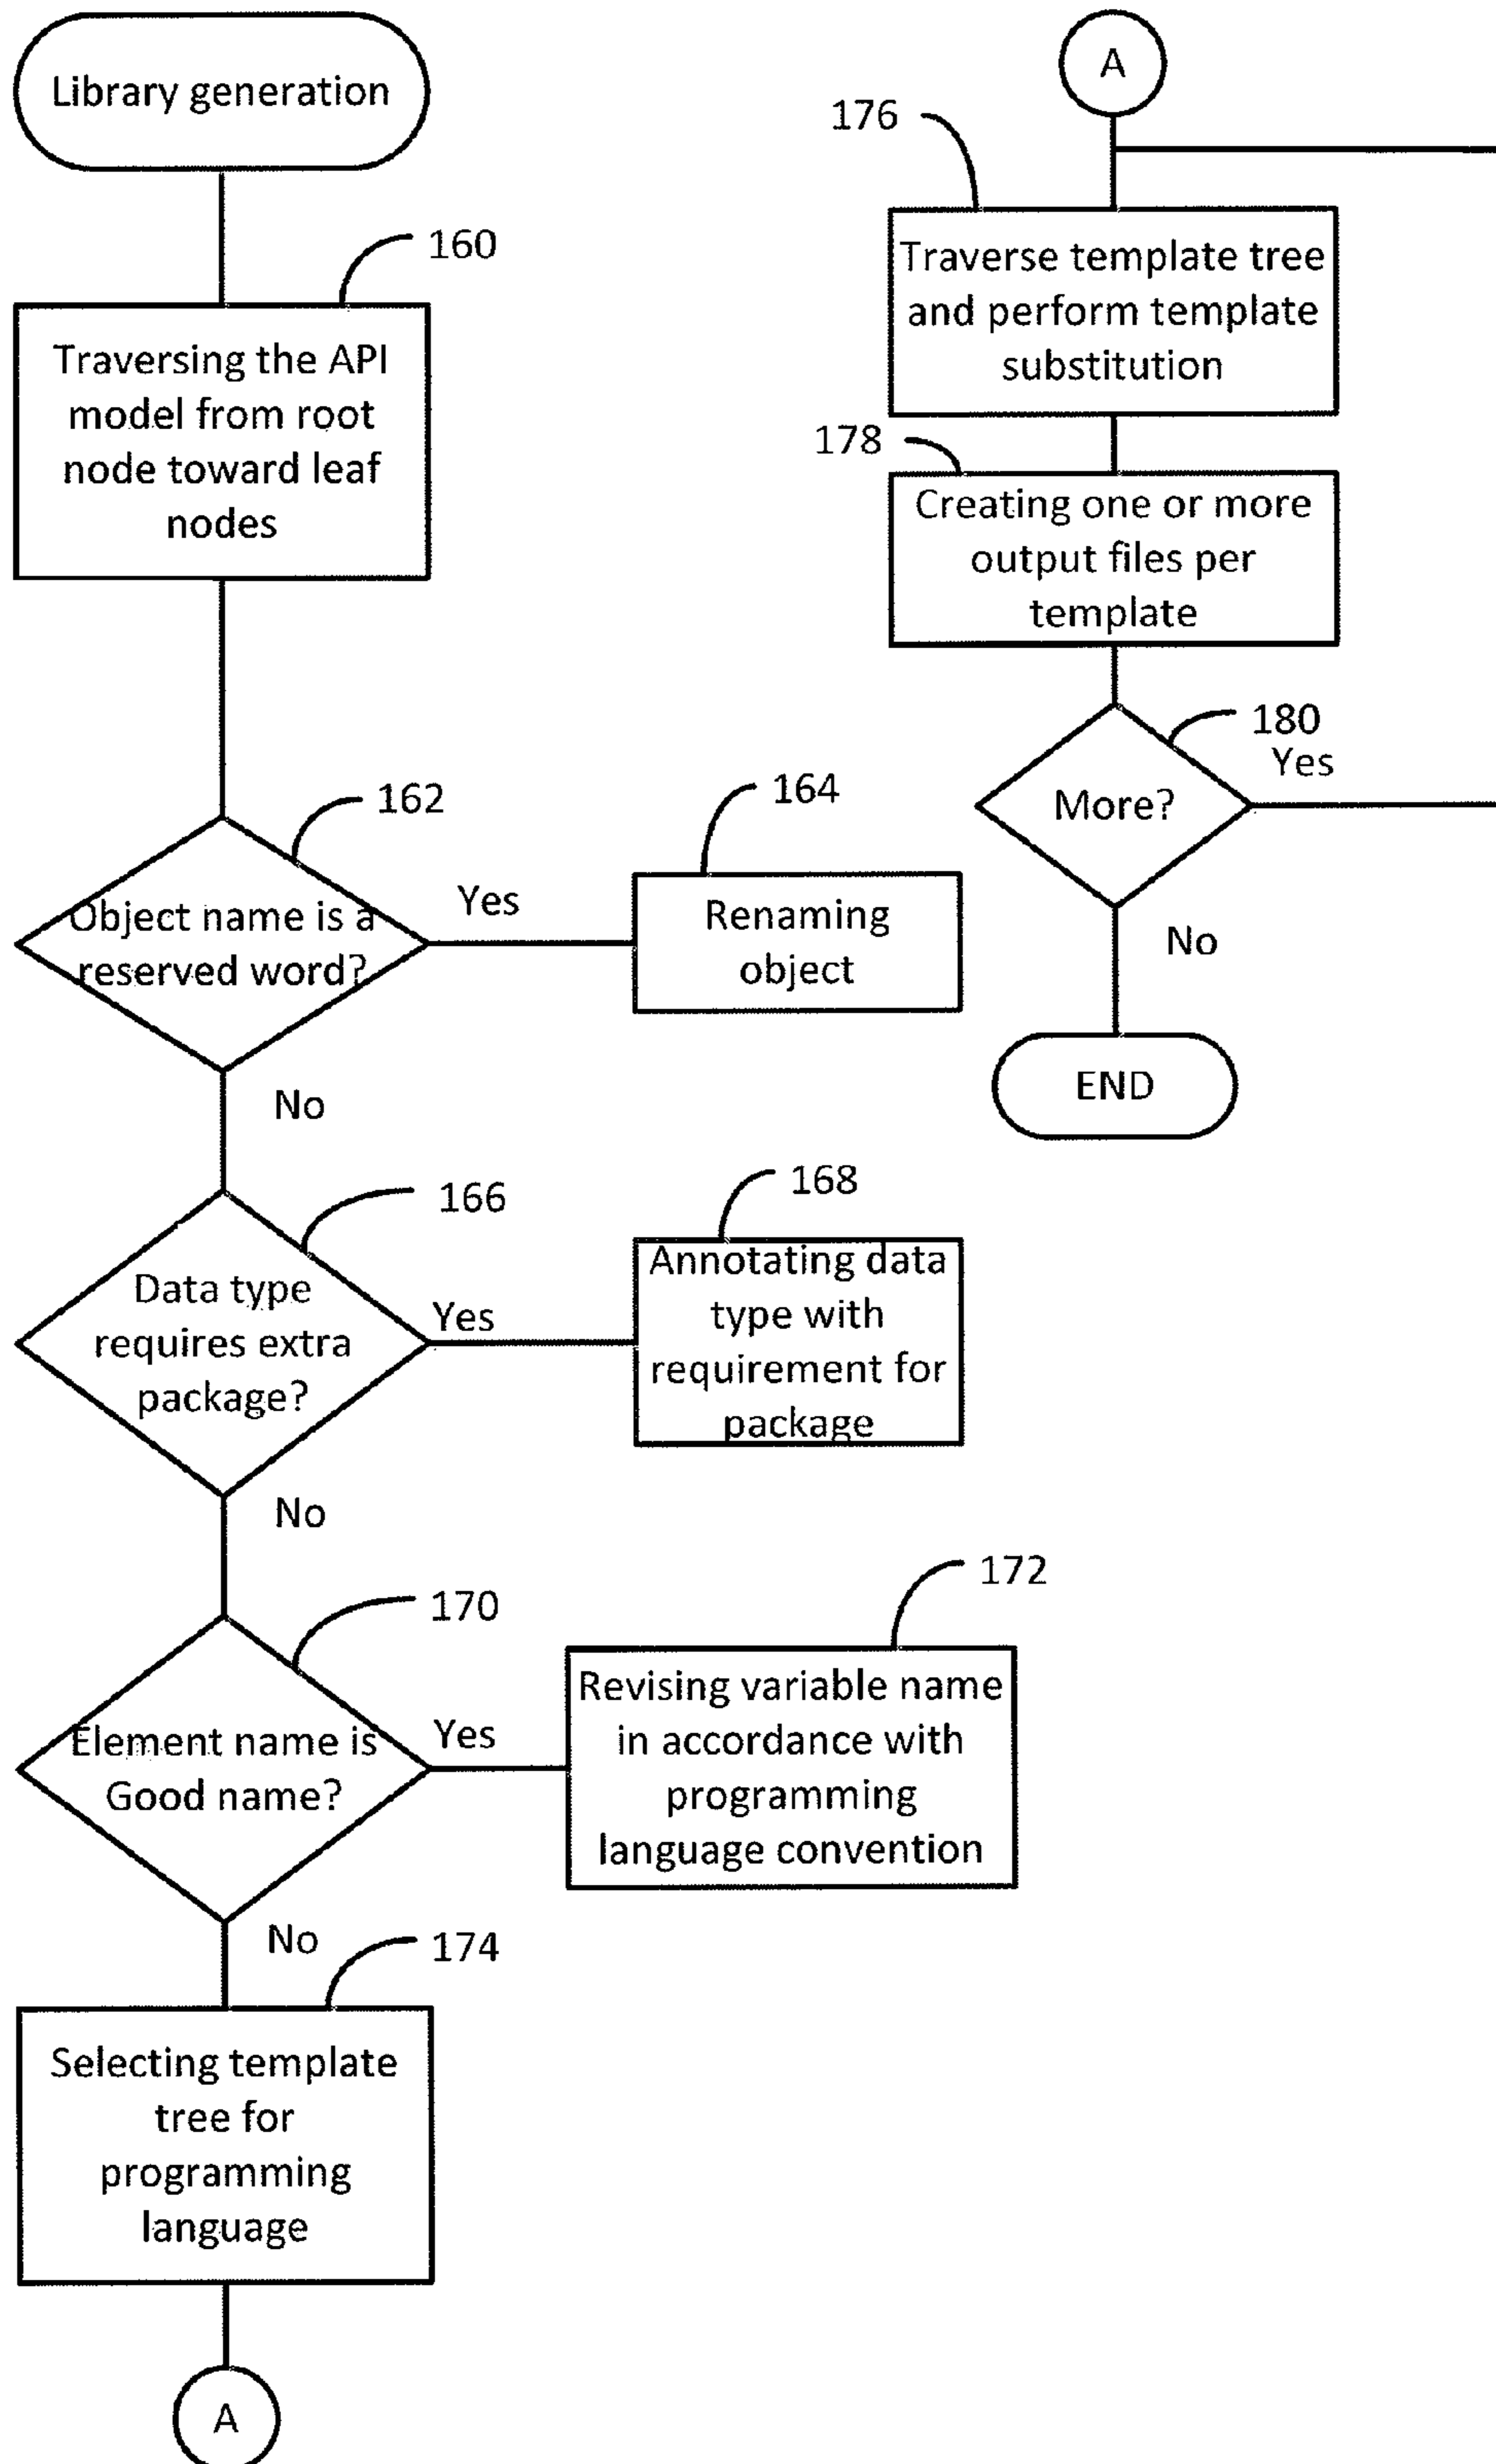 Library generation
160
Traversing the API
model from root
node toward leaf
nodes
162
Object name is a
reserved word?
Yes
164
Renaming
object
No
166
Data type
requires extra
package?
Yes
168
Annotating data
type with
requirement for
package
No
170
Element name is
Good name?
Yes
172
Revising variable name
in accordance with
programming
language convention
No
174
Selecting template
tree for
programming
language
A
A
176
Traverse template tree
and perform template
substitution
178
Creating one or more
output files per
template
180
More?
Yes
No
END